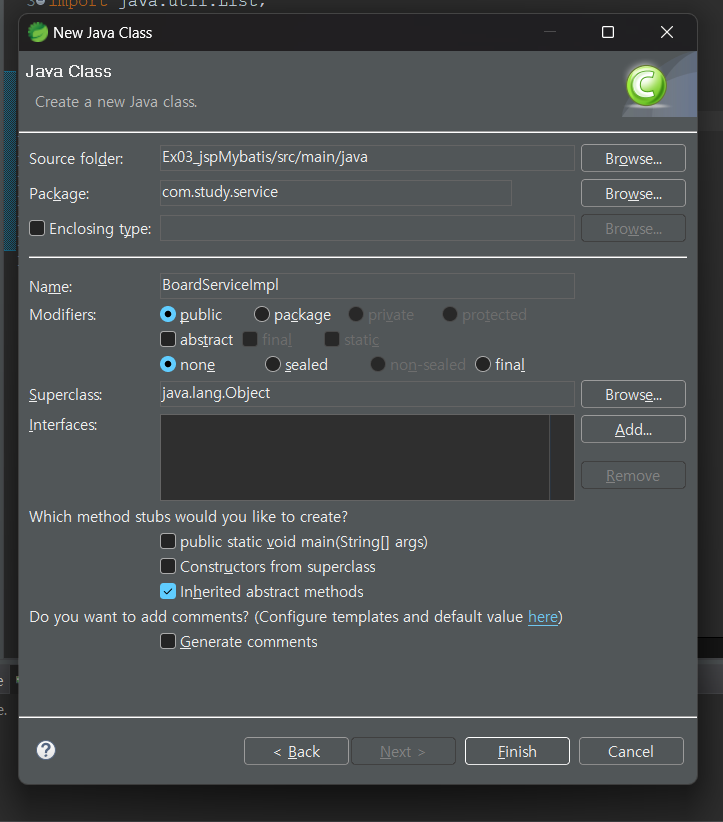 import java.util.List;
New Java Class
Java Class
Create a new Java class.
Source folder: Ex03_jspMybatis/src/main/java Browse...
Package: com.study.service Browse...
Enclosing type: Browse...
Name: BoardServiceImpl
Modifiers: public package private protected
abstract final static
none sealed non-sealed final
Superclass: java.lang.Object Browse...
Interfaces: Add...
Remove
Which method stubs would you like to create?
public static void main(String[] args)
Constructors from superclass
Inherited abstract methods
Do you want to add comments? (Configure templates and default value here)
Generate comments
< Back Next > Finish Cancel